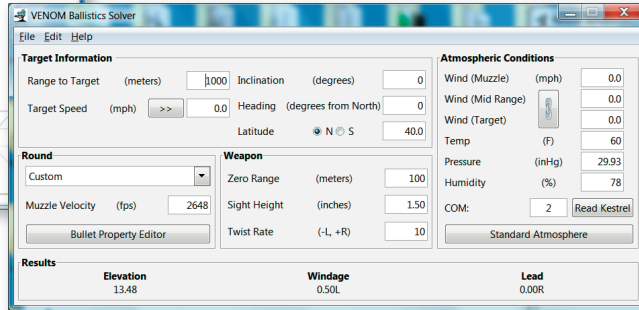 VENOM Ballistics Solver
File Edit Help
Target Information
Range to Target (meters) 1000 Inclination (degrees) 0
Target Speed (mph) >> 0.0 Heading (degrees from North) 0
Latitude N S 40.0
Atmospheric Conditions
Wind (Muzzle) (mph) 0.0
Wind (Mid Range) 0.0
Wind (Target) 0.0
Temp (F) 60
Pressure (inHg) 29.93
Humidity (%) 78
COM: 2 Read Kestrel
Standard Atmosphere
Round
Custom
Muzzle Velocity (fps) 2648
Bullet Property Editor
Weapon
Zero Range (meters) 100
Sight Height (inches) 1.50
Twist Rate (-L, +R) 10
Results
Elevation Windage Lead
13.48 0.50L 0.00R